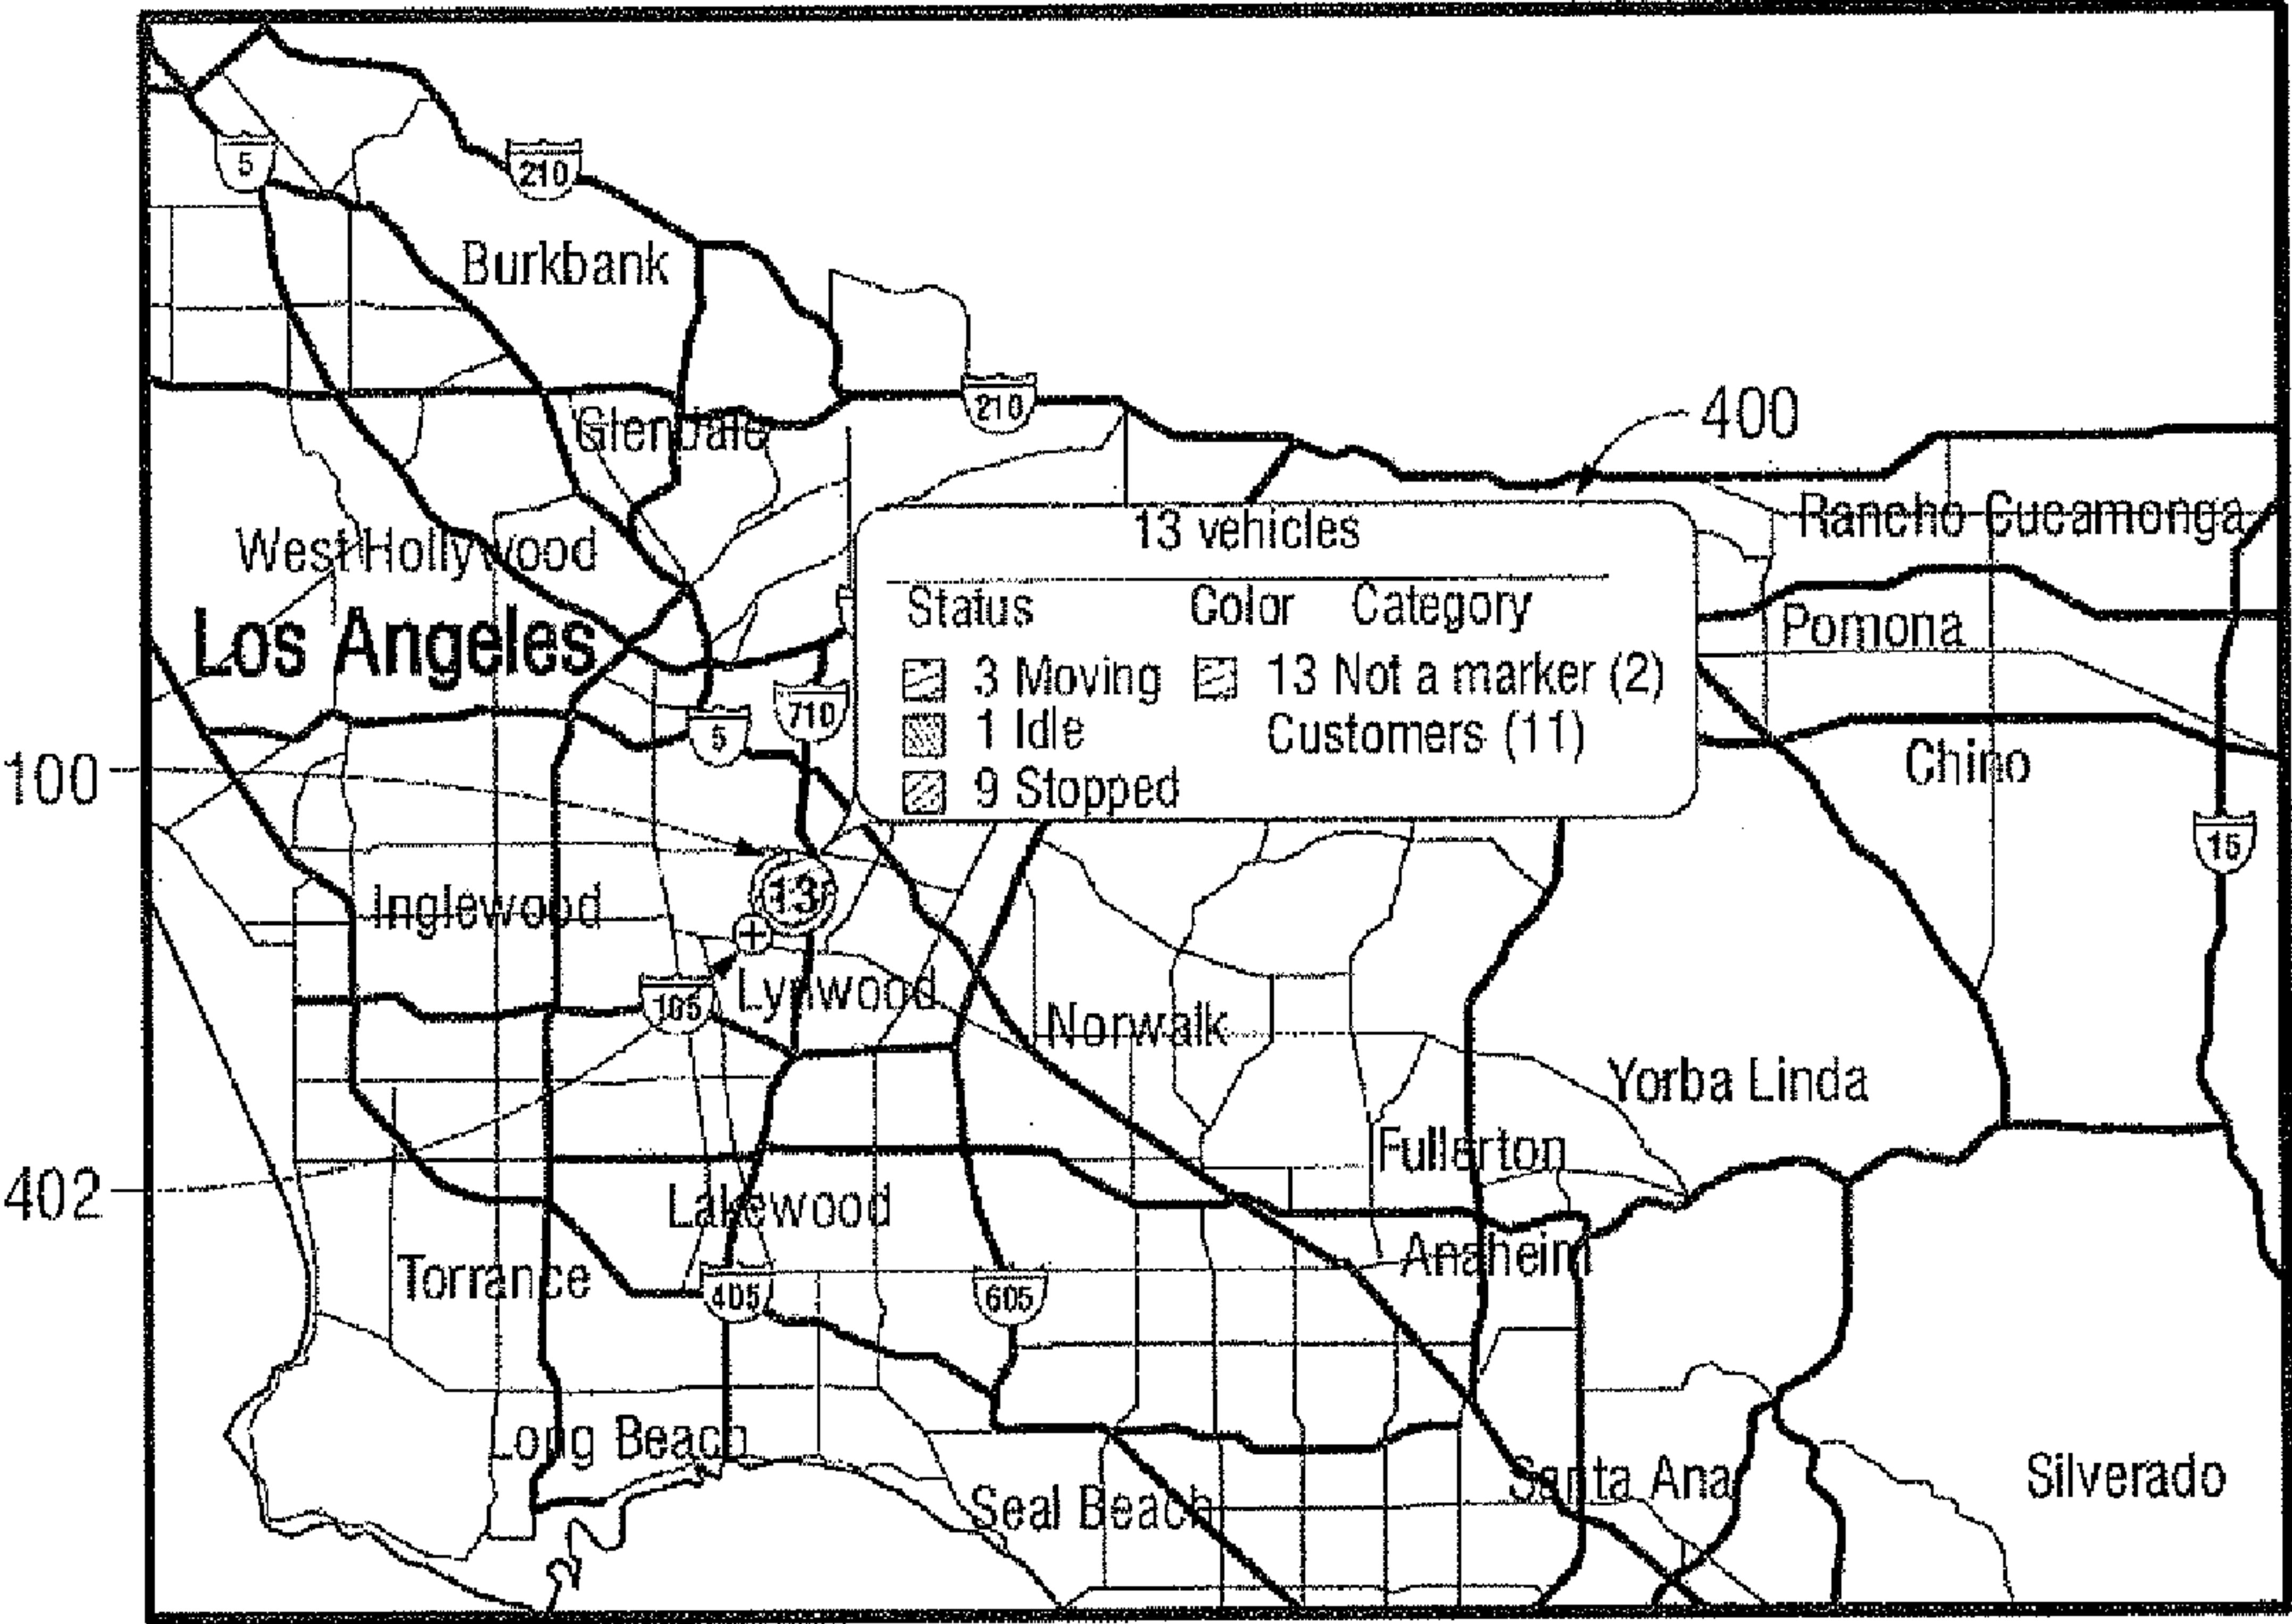 5
210
Burkbank
210
400
Glendale
13 vehicles
Rancho Cucamonga
West Hollywood
Status Color Category
Los Angeles
Pomona
3 Moving 13 Not a marker (2)
710
1 Idle Customers (11)
5
100
Chino
9 Stopped
15
13
Inglewood
105
Lynwood
Norwalk
Yorba Linda
Fullerton
402
Lakewood
Anaheim
Torrance
405
605
Long Beach
Santa Ana
Silverado
Seal Beach